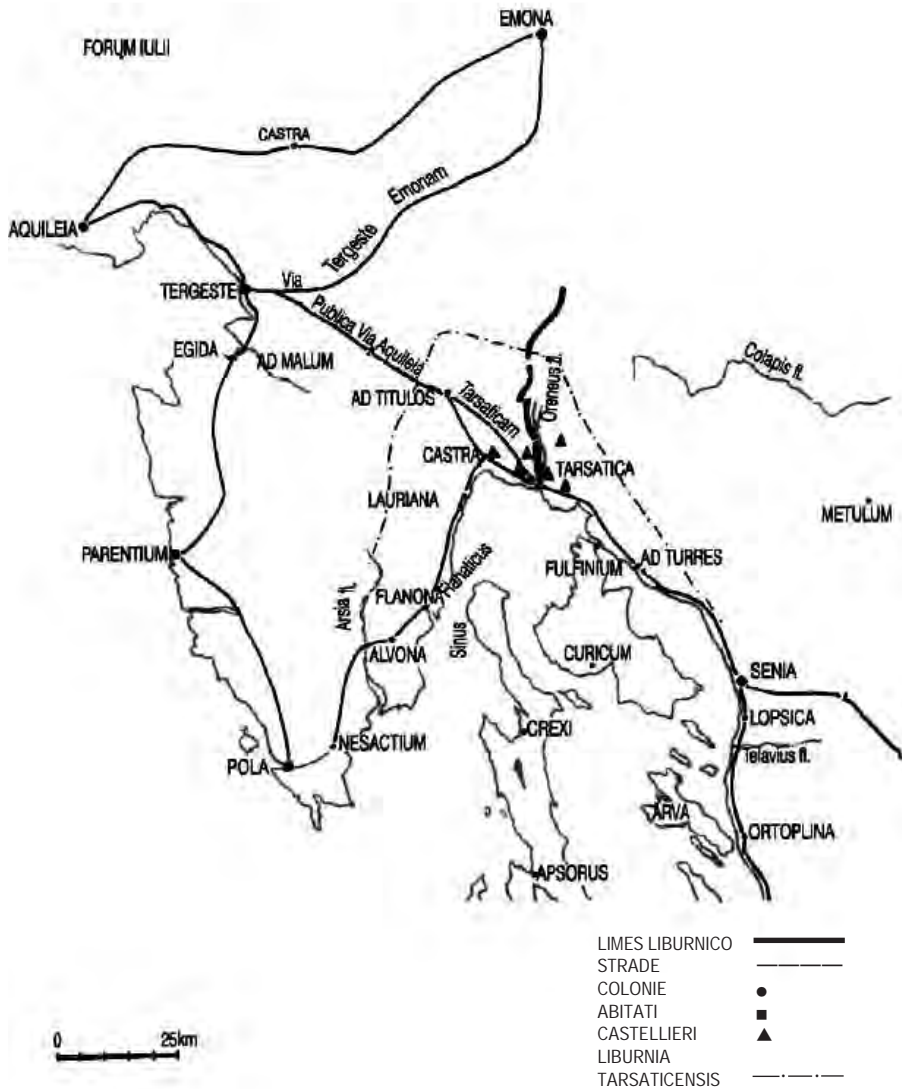 EMONA
FORUM IULII
CASTRA
Emonam
AQUILEIA
Tergeste
Via
TERGESTE
Publica Via Aquileia
EGIDA
AD MALUM
Colapis fl.
Oreneus fl.
AD TITULOS
Tarsaticam
CASTRA
TARSATICA
LAURIANA
METULUM
PARENTIUM
AD TURRES
FULFINIUM
Flanaticus
FLANONA
Arsia fl.
Sinus
ALVONA
CURICUM
SENIA
LOPSICA
CREXI
NESACTIUM
Telavius fl.
POLA
ARVA
ORTOPLINA
APSORUS
LIMES LIBURNICO
STRADE
COLONIE
ABITATI
CASTELLIERI
LIBURNIA
TARSATICENSIS
0 25km